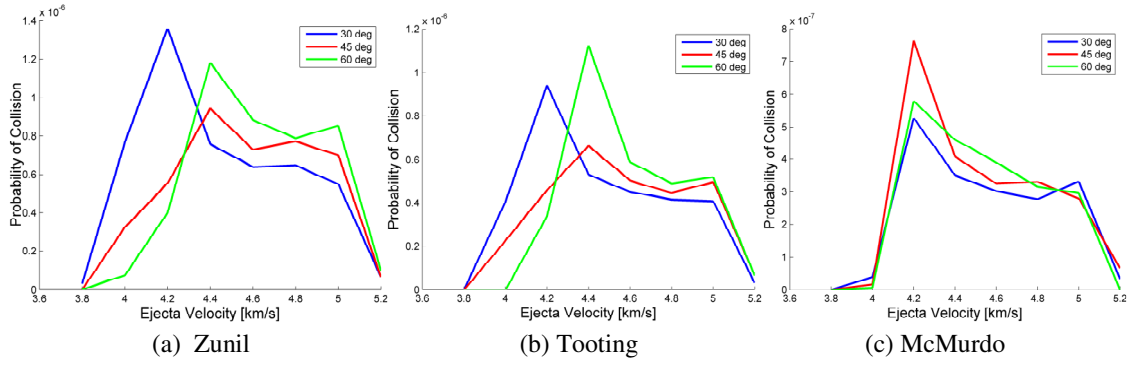 x 10^-6
1.4
1.2
1
0.8
0.6
0.4
0.2
0
3.6 3.8 4 4.2 4.4 4.6 4.8 5 5.2
Probability of Collision
Ejecta Velocity [km/s]
30 deg
45 deg
60 deg
(a) Zunil
x 10^-6
1.2
1
0.8
0.6
0.4
0.2
0
3.6 3.8 4 4.2 4.4 4.6 4.8 5 5.2
Probability of Collision
Ejecta Velocity [km/s]
30 deg
45 deg
60 deg
(b) Tooting
x 10^-7
8
7
6
5
4
3
2
1
0
3.6 3.8 4 4.2 4.4 4.6 4.8 5 5.2
Probability of Collision
Ejecta Velocity [km/s]
30 deg
45 deg
60 deg
(c) McMurdo